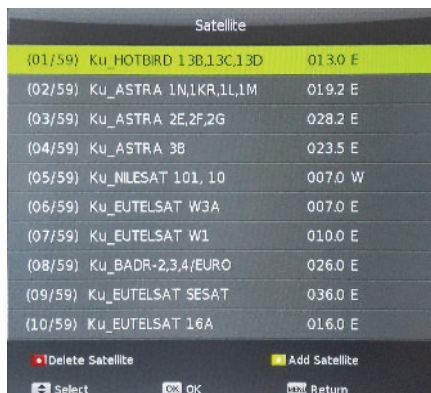 Satellite
(01/59) Ku_HOTBIRD 13B,13C,13D 013.0 E
(02/59) Ku_ASTRA 1N,1KR,1L,1M 019.2 E
(03/59) Ku_ASTRA 2E,2F,2G 028.2 E
(04/59) Ku_ASTRA 3B 023.5 E
(05/59) Ku_NILESAT 101, 10 007.0 W
(06/59) Ku_EUTELSAT W3A 007.0 E
(07/59) Ku_EUTELSAT W1 010.0 E
(08/59) Ku_BADR-2,3,4/EURO 026.0 E
(09/59) Ku_EUTELSAT SESAT 036.0 E
(10/59) Ku_EUTELSAT 16A 016.0 E
Delete Satellite Add Satellite
Select OK OK MENU Return